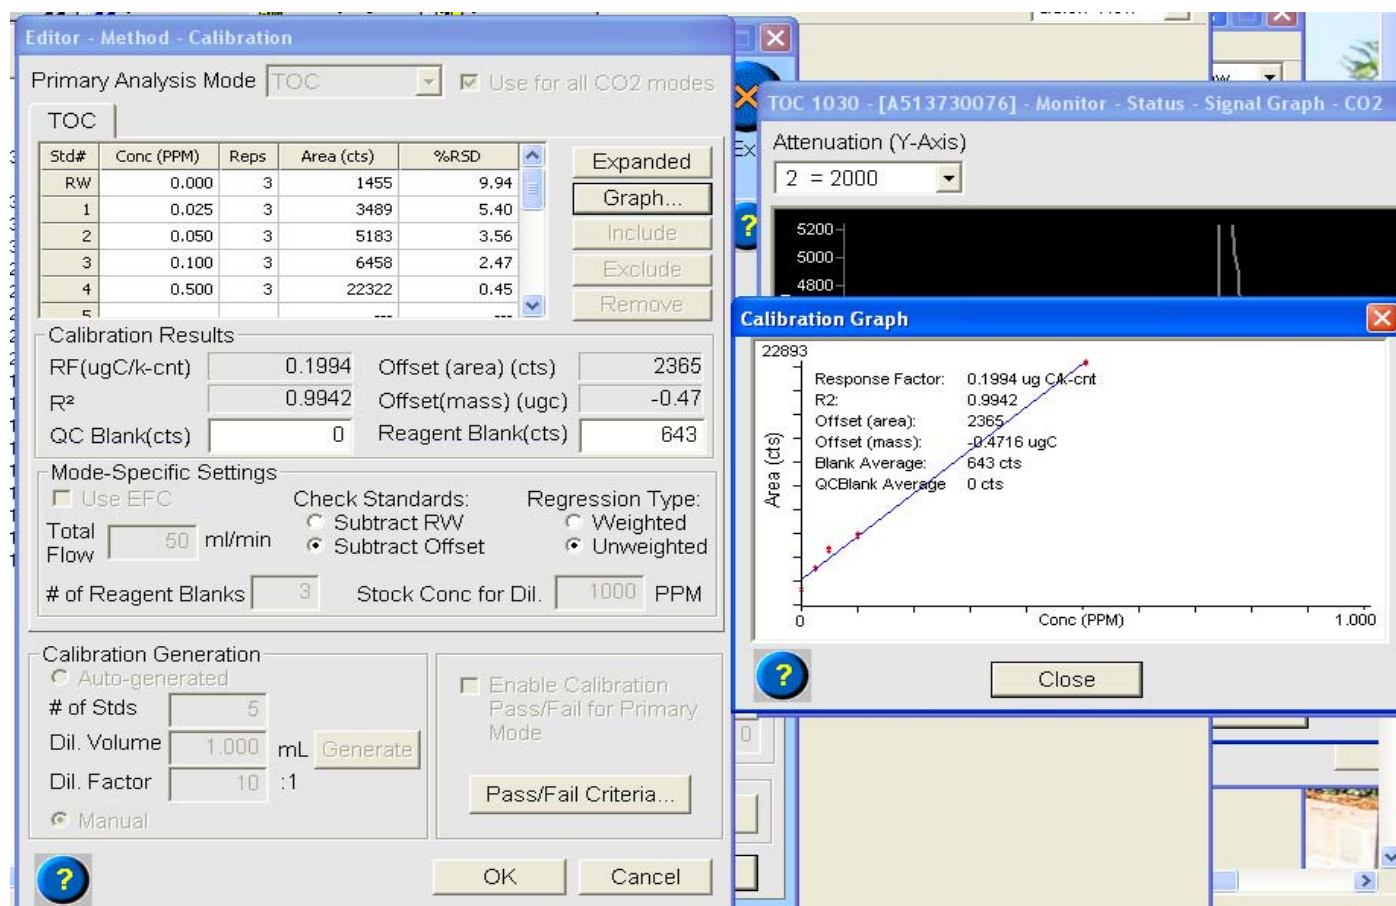 Editor - Method - Calibration
Primary Analysis Mode TOC Use for all CO2 modes
TOC
Std# Conc (PPM) Reps Area (cts) %RSD
RW 0.000 3 1455 9.94
1 0.025 3 3489 5.40
2 0.050 3 5183 3.56
3 0.100 3 6458 2.47
4 0.500 3 22322 0.45
5 --- ---
Expanded
Graph...
Include
Exclude
Remove
Calibration Results
RF(ugC/k-cnt) 0.1994 Offset (area) (cts) 2365
R² 0.9942 Offset(mass) (ugc) -0.47
QC Blank(cts) 0 Reagent Blank(cts) 643
Mode-Specific Settings
Use EFC Check Standards: Regression Type:
Subtract RW Weighted
Total Flow 50 ml/min Subtract Offset Unweighted
# of Reagent Blanks 3 Stock Conc for Dil. 1000 PPM
Calibration Generation
Auto-generated
# of Stds 5
Dil. Volume 1.000 mL Generate
Dil. Factor 10 :1
Manual
Enable Calibration
Pass/Fail for Primary
Mode
Pass/Fail Criteria...
? OK Cancel
Ex
?
0
TOC 1030 - [A513730076] - Monitor - Status - Signal Graph - CO2
Attenuation (Y-Axis)
2 = 2000
5200
5000
4800
Calibration Graph
22893
Response Factor: 0.1994 ug C/k-cnt
R2: 0.9942
Offset (area): 2365
Offset (mass): -0.4716 ugC
Blank Average: 643 cts
QCBlank Average 0 cts
Area (cts)
0 Conc (PPM) 1.000
? Close